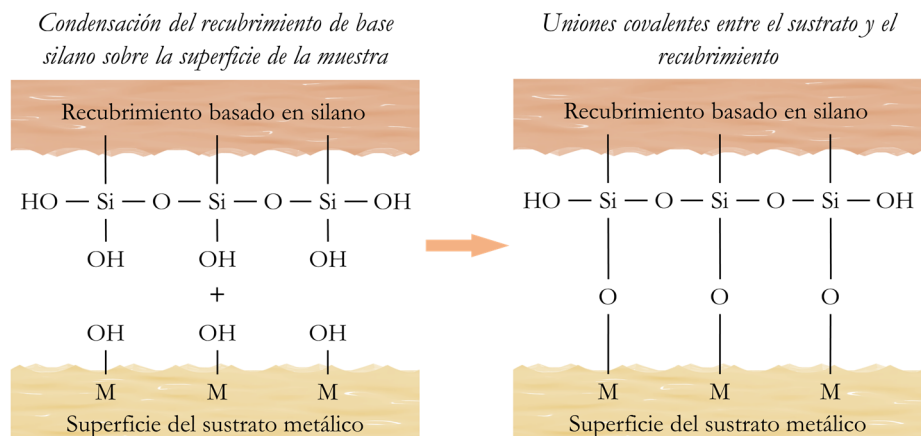 Condensación del recubrimiento de base
silano sobre la superficie de la muestra
Recubrimiento basado en silano
HO — Si — O — Si — O — Si — OH
OH OH OH
+
OH OH OH
M M M
Superficie del sustrato metálico
Uniones covalentes entre el sustrato y el
recubrimiento
Recubrimiento basado en silano
HO — Si — O — Si — O — Si — OH
O O O
M M M
Superficie del sustrato metálico